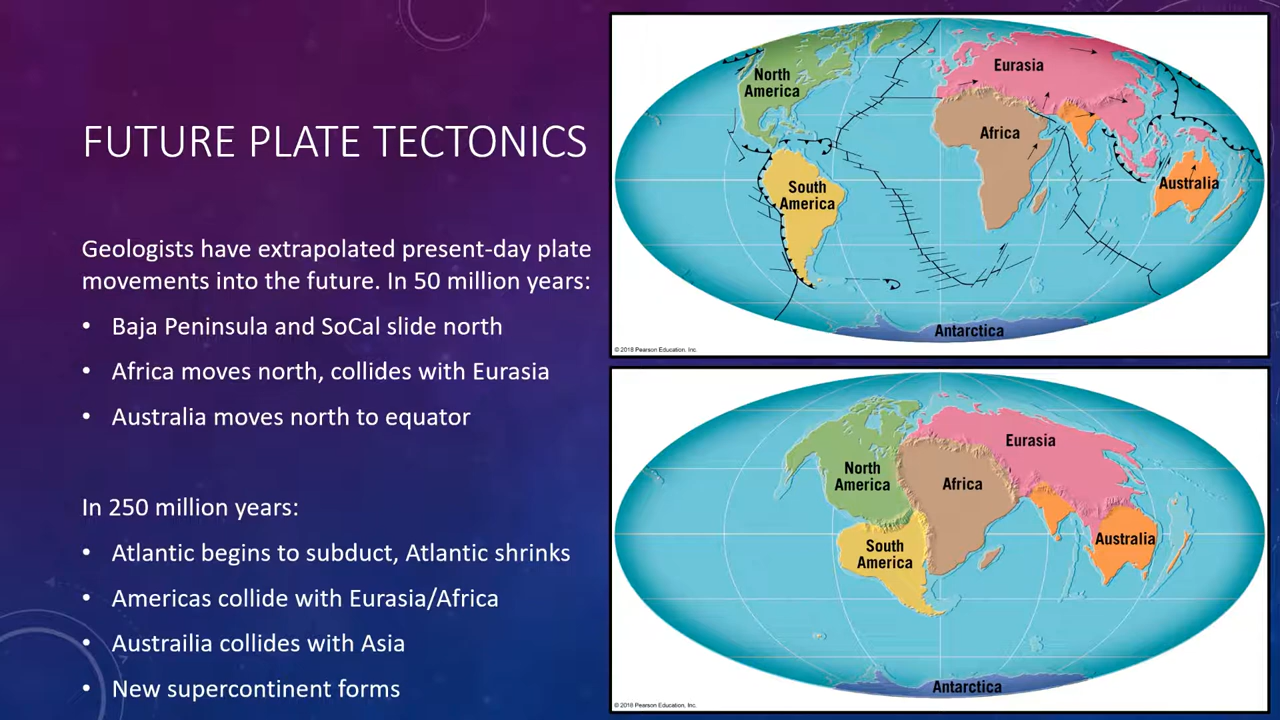 FUTURE PLATE TECTONICS
Geologists have extrapolated present-day plate
movements into the future. In 50 million years:
• Baja Peninsula and SoCal slide north
• Africa moves north, collides with Eurasia
• Australia moves north to equator
In 250 million years:
• Atlantic begins to subduct, Atlantic shrinks
• Americas collide with Eurasia/Africa
• Austrailia collides with Asia
• New supercontinent forms
North
America
Eurasia
Africa
South
America
Australia
Antarctica
© 2018 Pearson Education, Inc.
Eurasia
North
America
Africa
South
America
Australia
Antarctica
© 2018 Pearson Education, Inc.